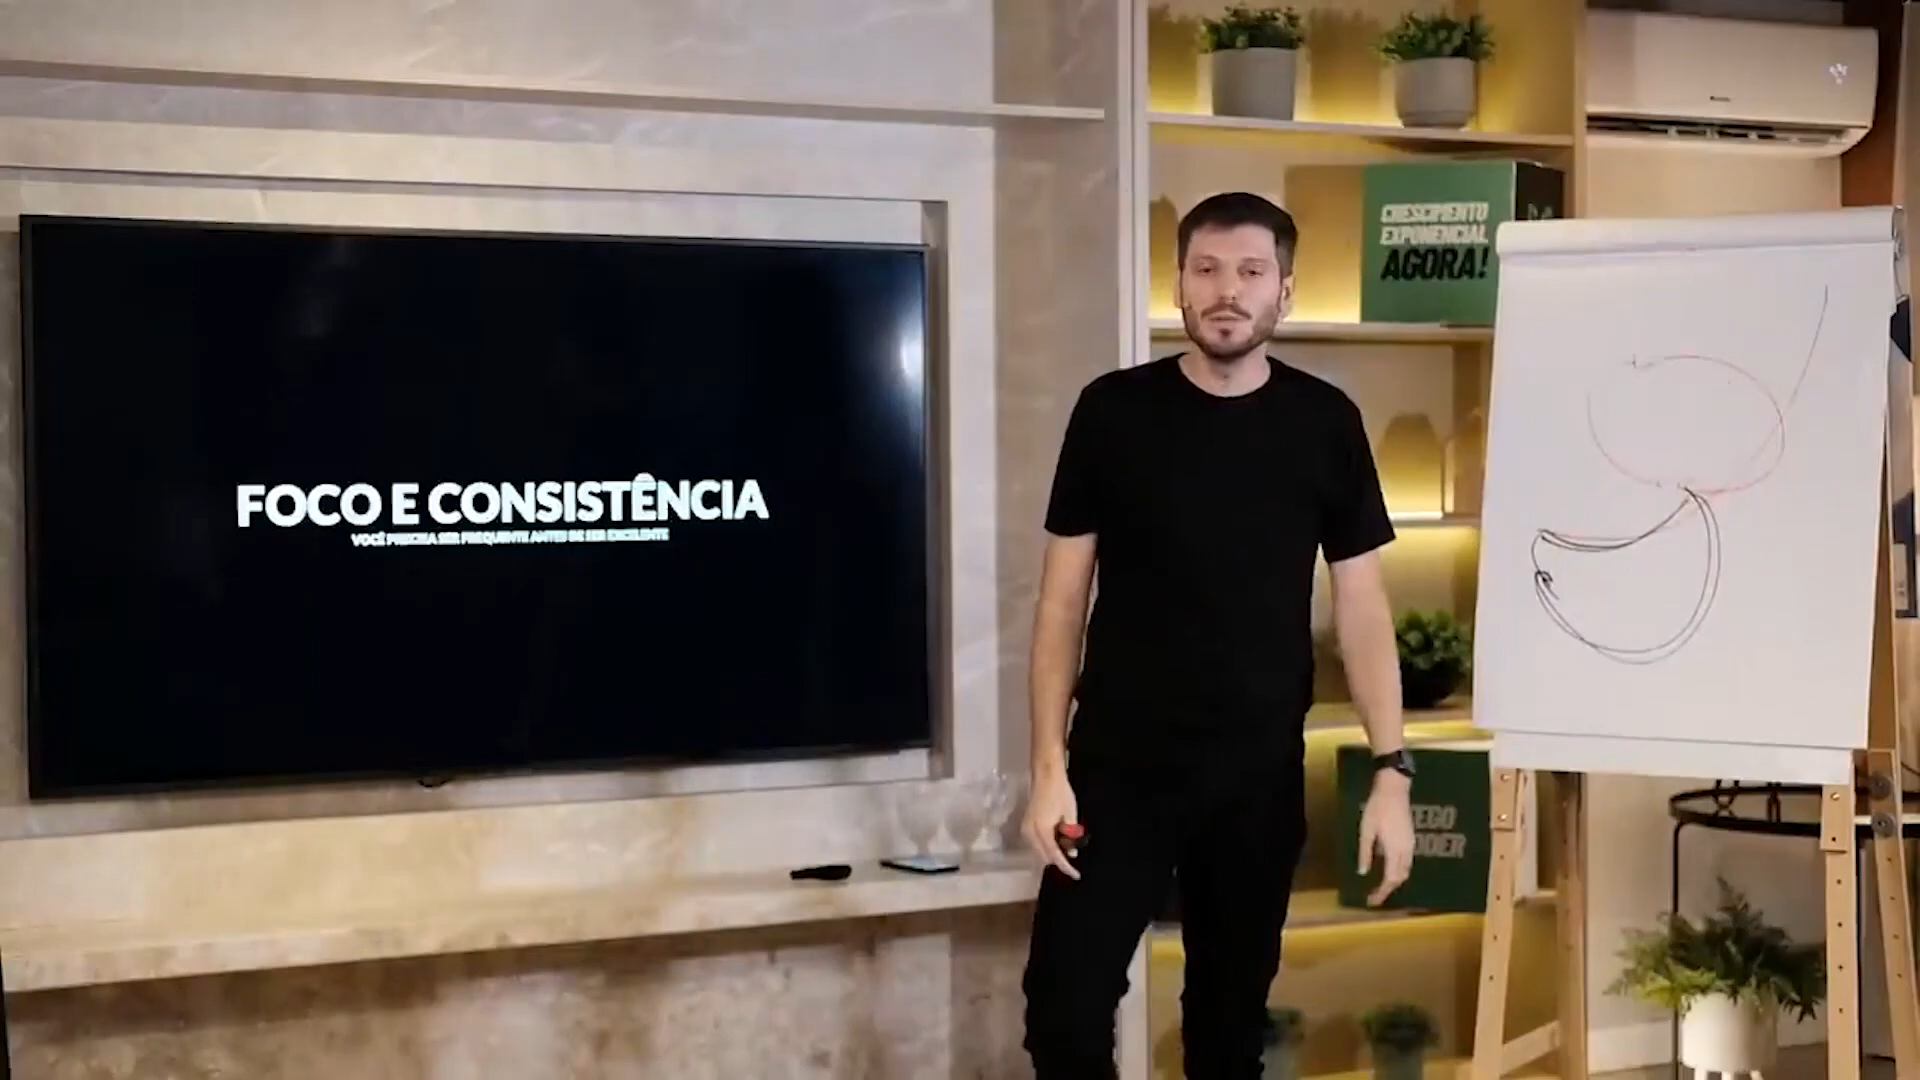 FOCO E CONSISTÊNCIA
VOCÊ PRECISA SER FREQUENTE ANTES DE SER EXCELENTE
CRESCIMENTO
EXPONENCIAL
AGORA!